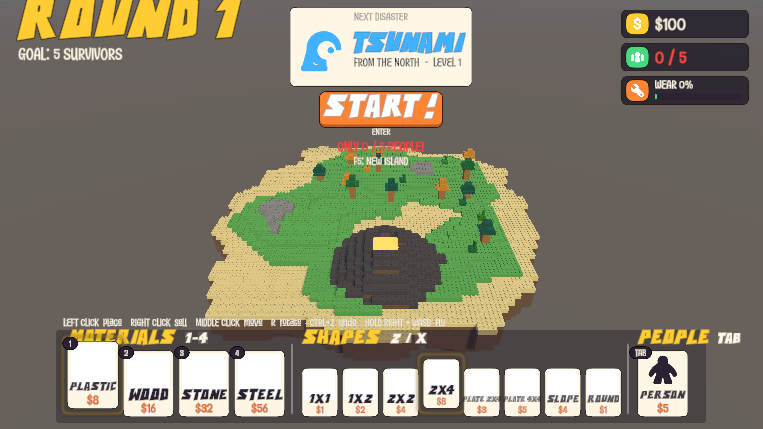 ROUND 1
GOAL: 5 SURVIVORS
NEXT DISASTER
TSUNAMI
FROM THE NORTH - LEVEL 1
START!
ENTER
ONLY 0 / 5 PEOPLE!
F5: NEW ISLAND
$ $100
0 / 5
WEAR 0%
LEFT CLICK place RIGHT CLICK sell MIDDLE CLICK move R rotate CTRL+Z undo HOLD RIGHT + WASD fly
MATERIALS 1-4
1 PLASTIC $8
2 WOOD $16
3 STONE $32
4 STEEL $56
SHAPES Z / X
1X1 $1
1X2 $2
2X2 $4
2X4 $8
PLATE 2X4 $3
PLATE 4X4 $5
SLOPE $4
ROUND $1
PEOPLE TAB
TAB PERSON $5